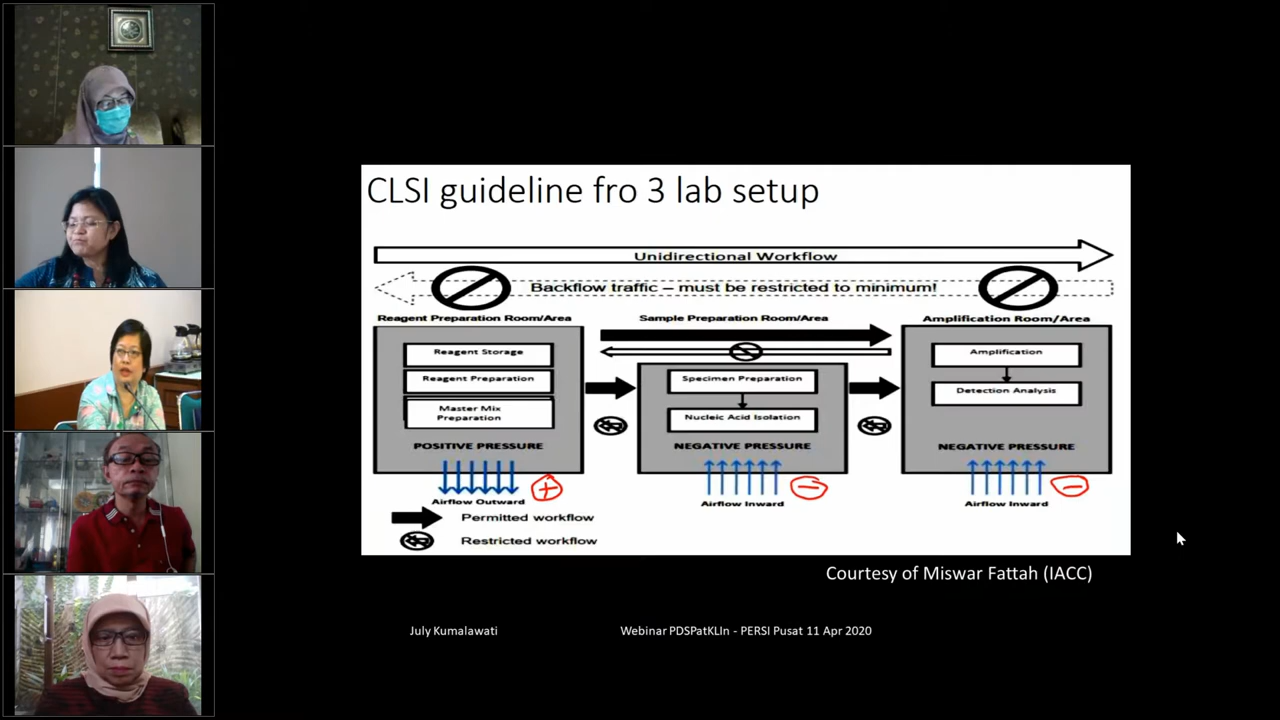 CLSI guideline fro 3 lab setup
Unidirectional Workflow
Backflow traffic – must be restricted to minimum!
Reagent Preparation Room/Area
Sample Preparation Room/Area
Amplification Room/Area
Reagent Storage
Reagent Preparation
Master Mix
Preparation
POSITIVE PRESSURE
Airflow Outward
+
Specimen Preparation
Nucleic Acid Isolation
NEGATIVE PRESSURE
Airflow Inward
-
Amplification
Detection Analysis
NEGATIVE PRESSURE
Airflow Inward
-
Permitted workflow
Restricted workflow
Courtesy of Miswar Fattah (IACC)
July Kumalawati
Webinar PDSPatKLIn - PERSI Pusat 11 Apr 2020